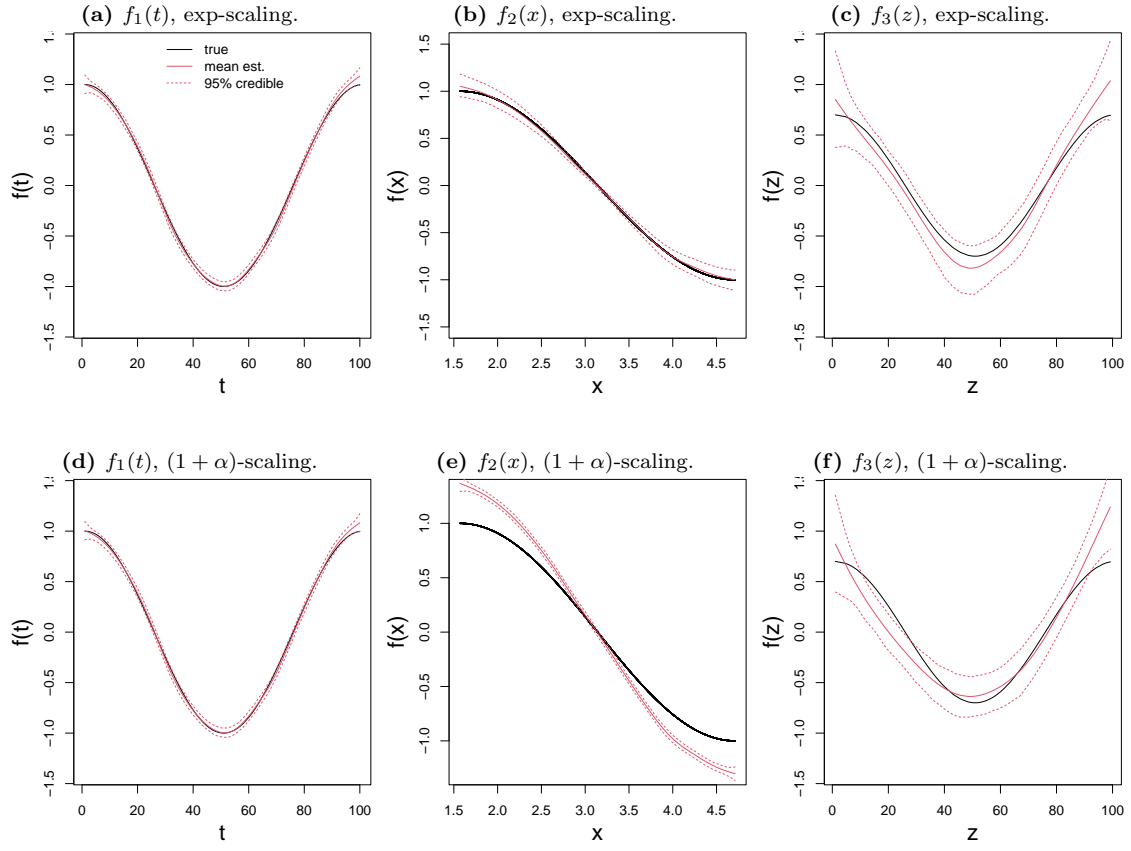 (a) f₁(t), exp-scaling.
(b) f₂(x), exp-scaling.
(c) f₃(z), exp-scaling.
f(t)
−1.5 −1.0 −0.5 0.0 0.5 1.0 1.5
true
mean est.
95% credible
0 20 40 60 80 100
t
f(x)
−1.5 −1.0 −0.5 0.0 0.5 1.0 1.5
1.5 2.0 2.5 3.0 3.5 4.0 4.5
x
f(z)
−1.5 −1.0 −0.5 0.0 0.5 1.0 1.5
0 20 40 60 80 100
z
(d) f₁(t), (1 + α)-scaling.
(e) f₂(x), (1 + α)-scaling.
(f) f₃(z), (1 + α)-scaling.
f(t)
−1.5 −1.0 −0.5 0.0 0.5 1.0
0 20 40 60 80 100
t
f(x)
−1.0 −0.5 0.0 0.5 1.0
1.5 2.0 2.5 3.0 3.5 4.0 4.5
x
f(z)
−1.5 −1.0 −0.5 0.0 0.5 1.0
0 20 40 60 80 100
z